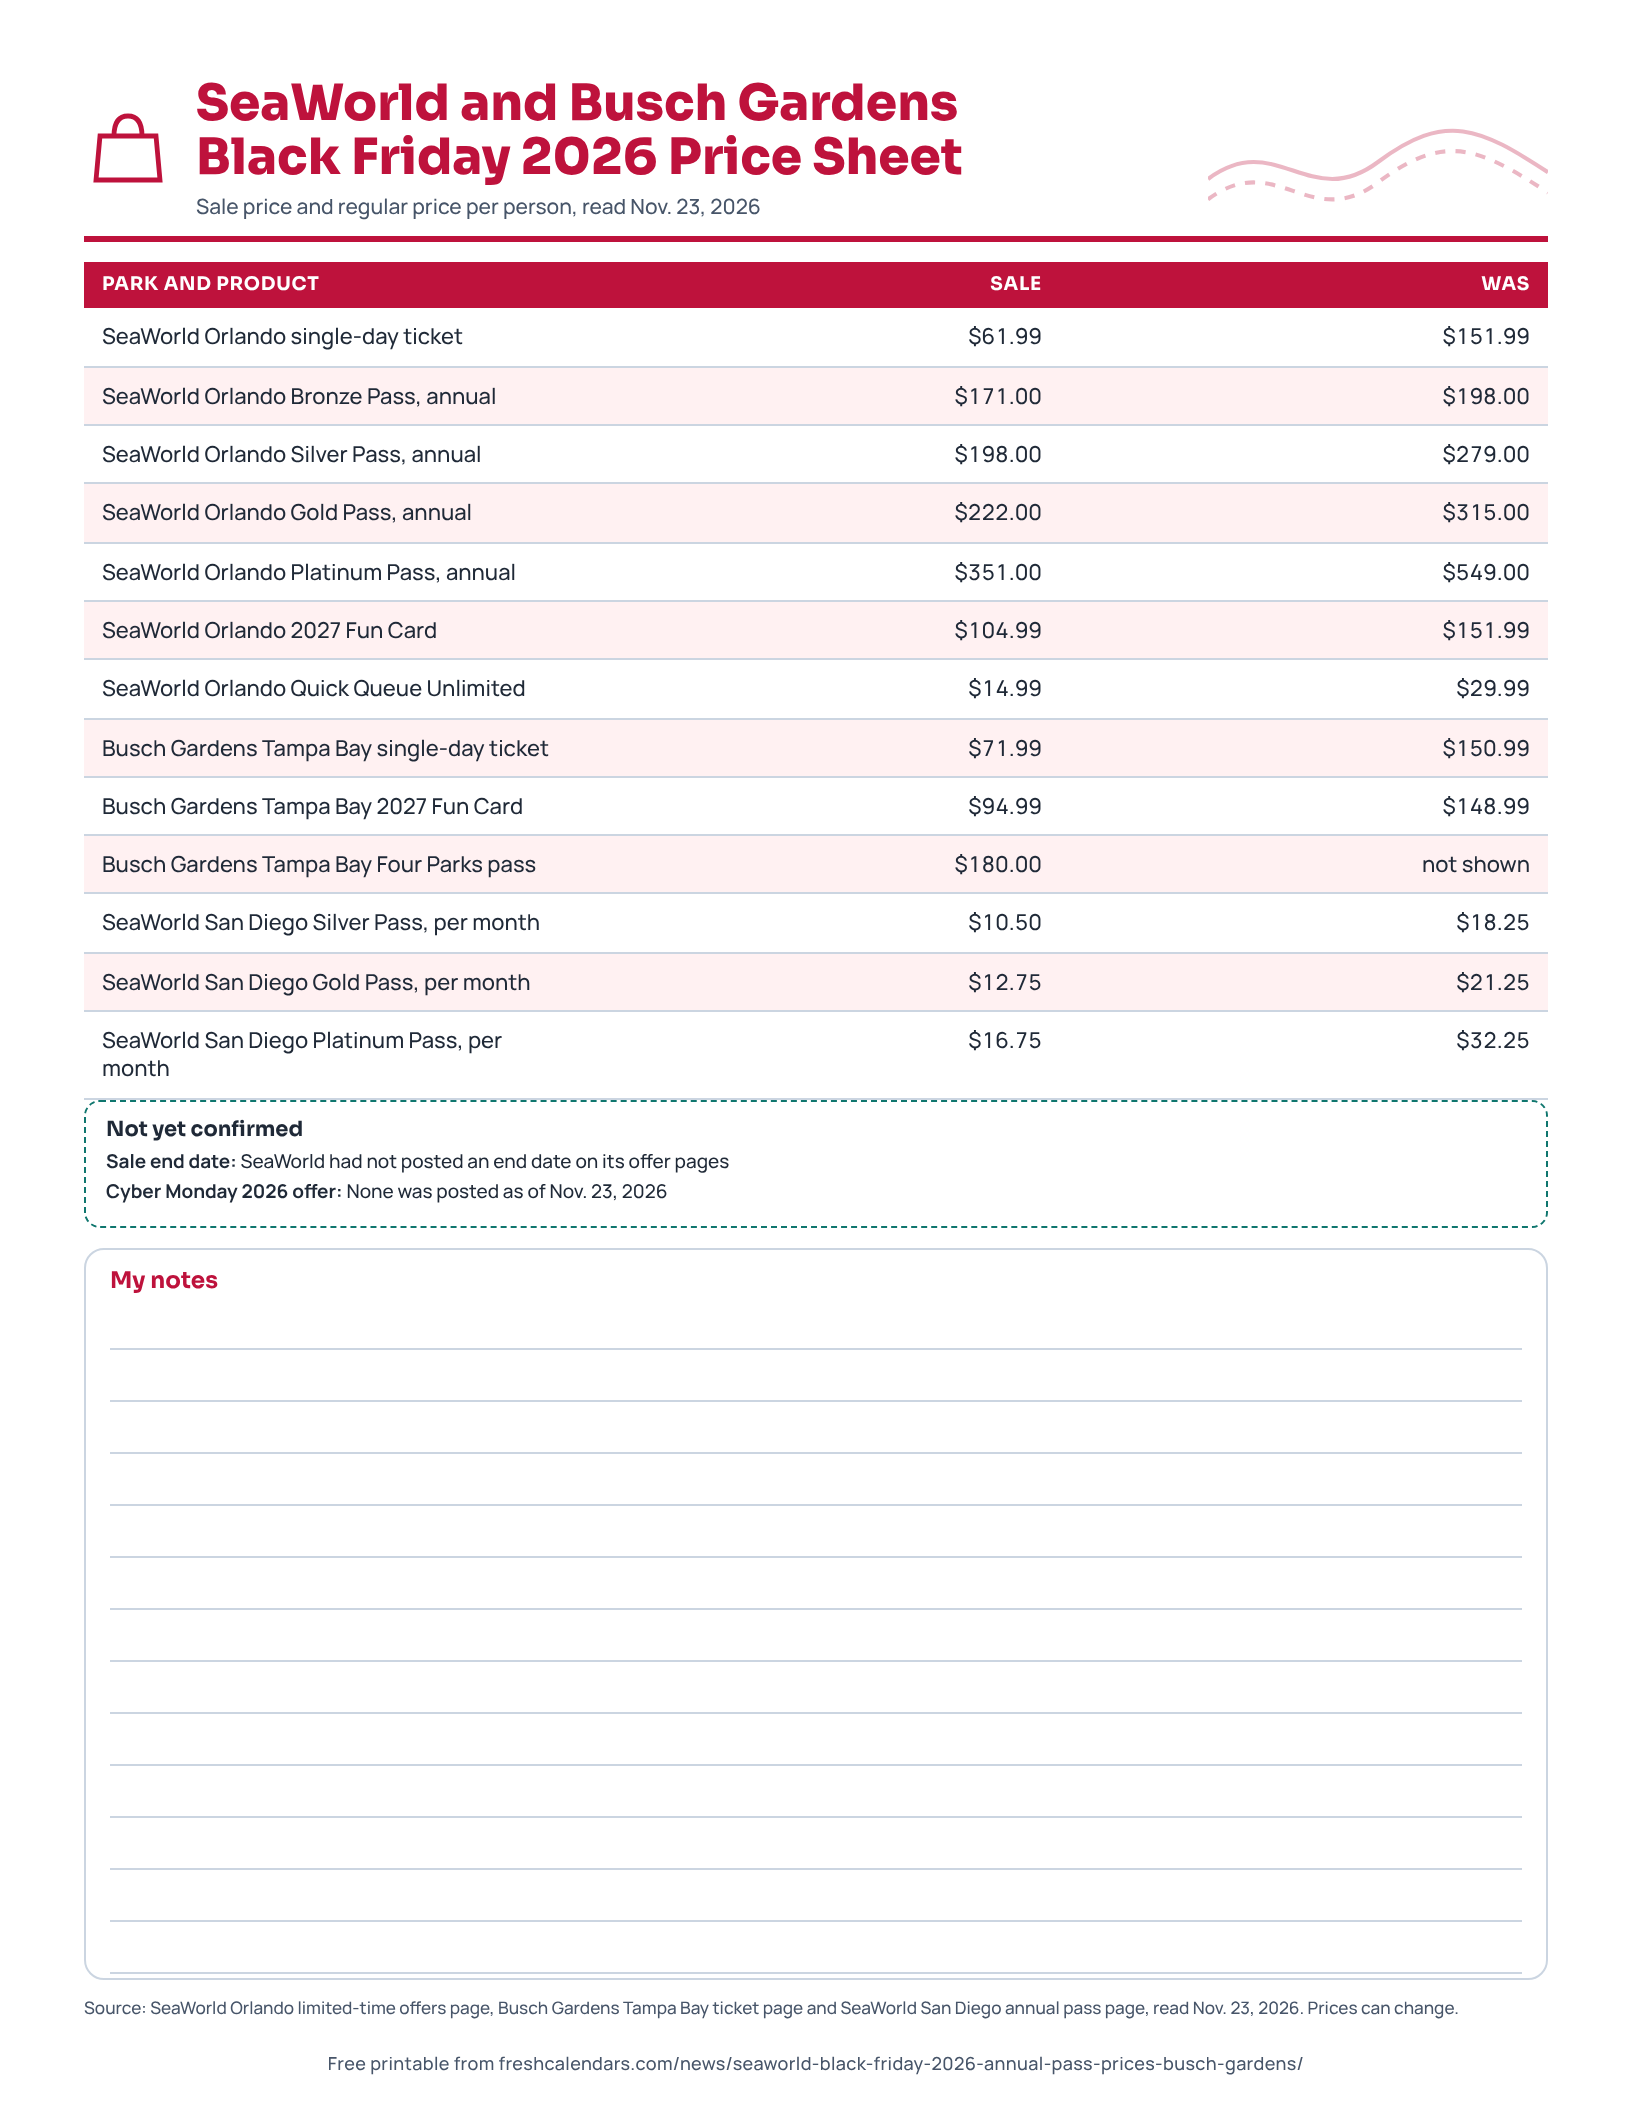 SeaWorld and Busch Gardens
Black Friday 2026 Price Sheet
Sale price and regular price per person, read Nov. 23, 2026
PARK AND PRODUCT SALE WAS
SeaWorld Orlando single-day ticket $61.99 $151.99
SeaWorld Orlando Bronze Pass, annual $171.00 $198.00
SeaWorld Orlando Silver Pass, annual $198.00 $279.00
SeaWorld Orlando Gold Pass, annual $222.00 $315.00
SeaWorld Orlando Platinum Pass, annual $351.00 $549.00
SeaWorld Orlando 2027 Fun Card $104.99 $151.99
SeaWorld Orlando Quick Queue Unlimited $14.99 $29.99
Busch Gardens Tampa Bay single-day ticket $71.99 $150.99
Busch Gardens Tampa Bay 2027 Fun Card $94.99 $148.99
Busch Gardens Tampa Bay Four Parks pass $180.00 not shown
SeaWorld San Diego Silver Pass, per month $10.50 $18.25
SeaWorld San Diego Gold Pass, per month $12.75 $21.25
SeaWorld San Diego Platinum Pass, per $16.75 $32.25
month
Not yet confirmed
Sale end date: SeaWorld had not posted an end date on its offer pages
Cyber Monday 2026 offer: None was posted as of Nov. 23, 2026
My notes
Source: SeaWorld Orlando limited-time offers page, Busch Gardens Tampa Bay ticket page and SeaWorld San Diego annual pass page, read Nov. 23, 2026. Prices can change.
Free printable from freshcalendars.com/news/seaworld-black-friday-2026-annual-pass-prices-busch-gardens/